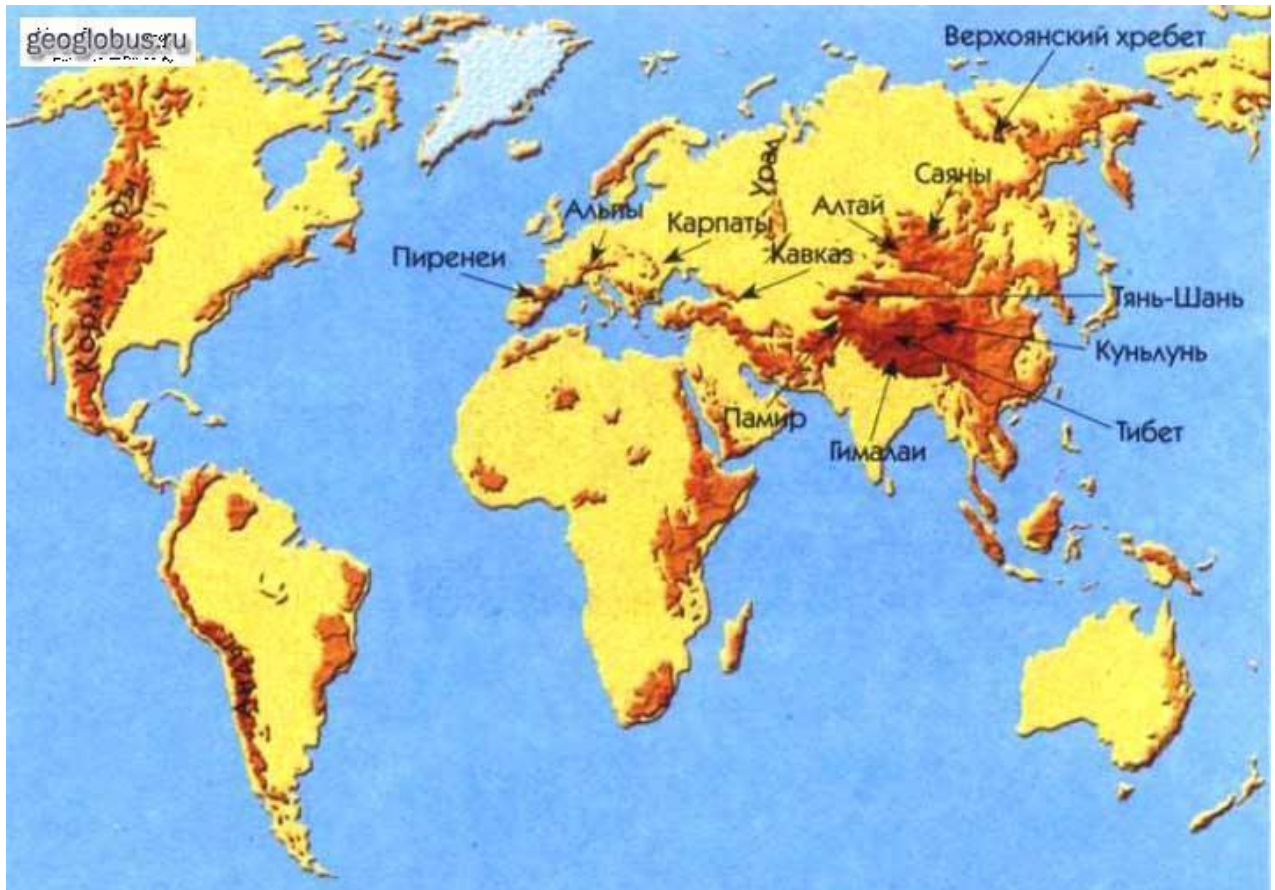 geoglobus.ru
Верхоянский хребет
Урал
Саяны
Альпы
Алтай
Карпаты
Пиренеи
Кавказ
Кордильеры
Тянь-Шань
Куньлунь
Памир
Тибет
Гималаи
Анды